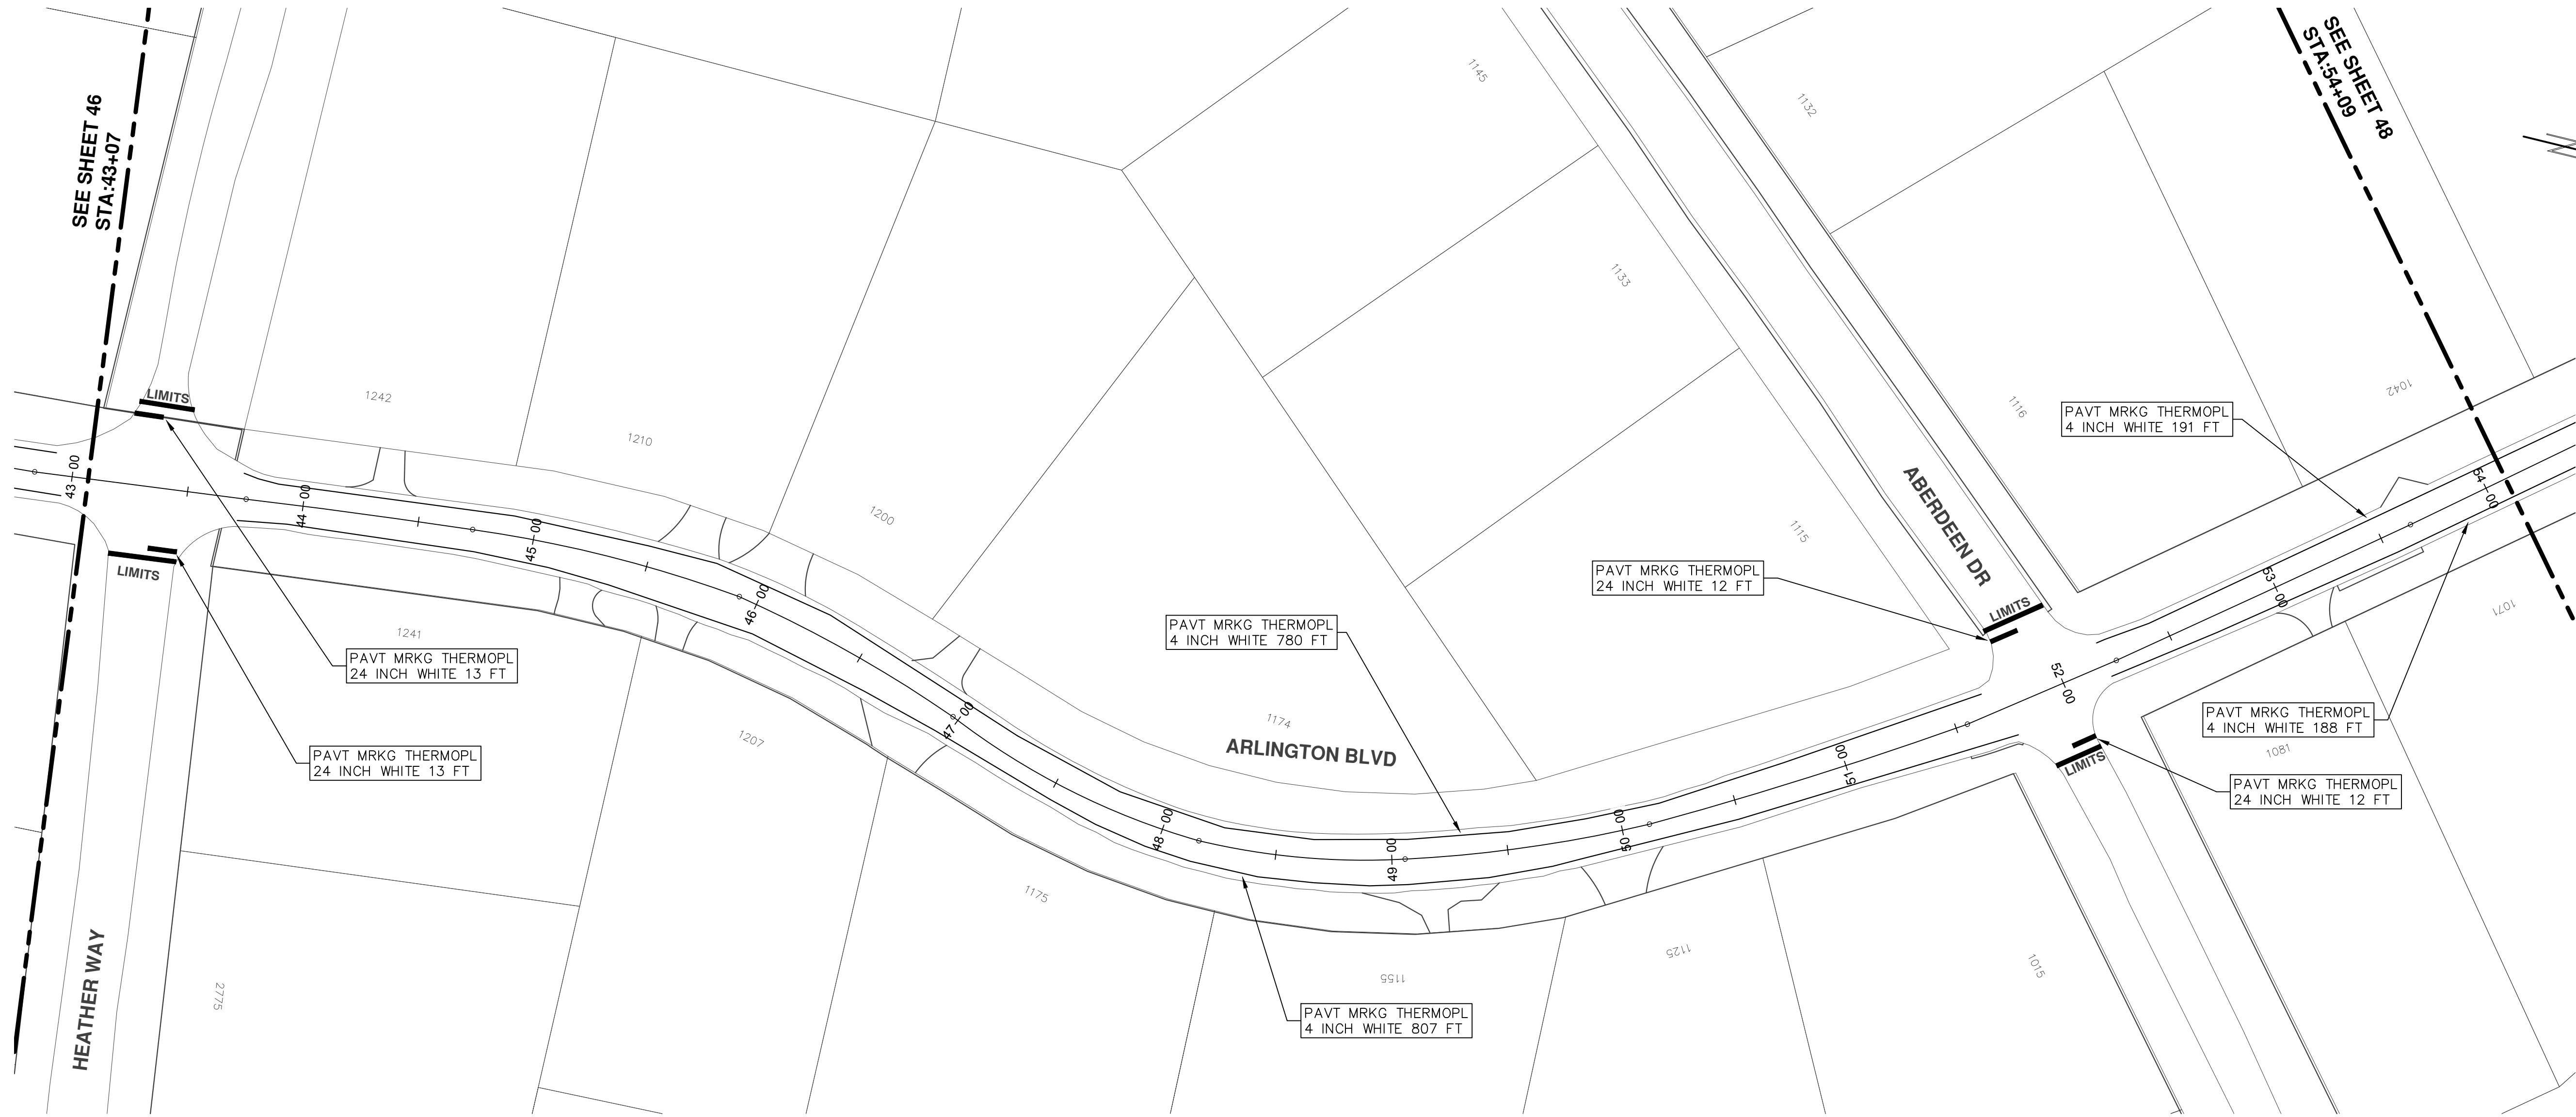 SEE SHEET 46
STA:43+07
SEE SHEET 48
STA:54+09
1145
1132
1133
1042
LIMITS
1242
1210
1200
1116
PAVT MRKG THERMOPL
4 INCH WHITE 191 FT
43+00
44+00
45+00
46+00
47+00
48+00
49+00
50+00
51+00
52+00
53+00
54+00
1115
ABERDEEN DR
LIMITS
PAVT MRKG THERMOPL
24 INCH WHITE 12 FT
LIMITS
1071
1241
PAVT MRKG THERMOPL
24 INCH WHITE 13 FT
PAVT MRKG THERMOPL
4 INCH WHITE 780 FT
PAVT MRKG THERMOPL
24 INCH WHITE 13 FT
1207
1174
ARLINGTON BLVD
PAVT MRKG THERMOPL
4 INCH WHITE 188 FT
1081
LIMITS
PAVT MRKG THERMOPL
24 INCH WHITE 12 FT
1175
1155
1125
1015
2775
HEATHER WAY
PAVT MRKG THERMOPL
4 INCH WHITE 807 FT